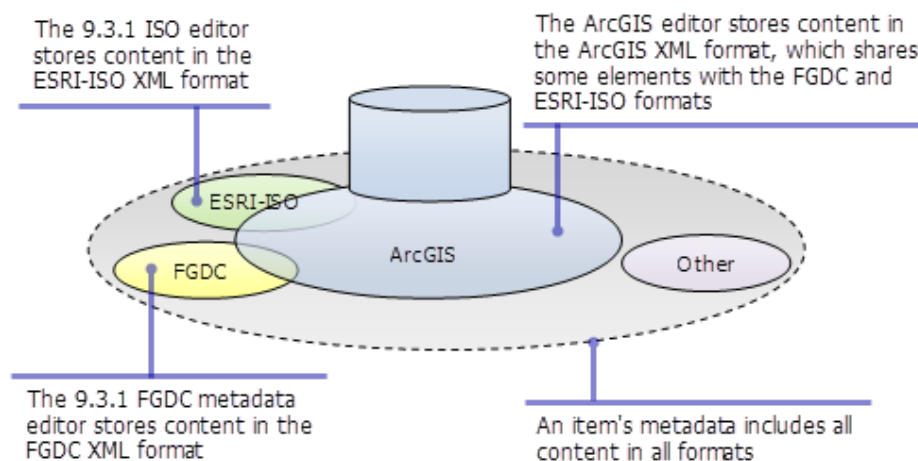 The 9.3.1 ISO editor
stores content in the
ESRI-ISO XML format
The ArcGIS editor stores content in
the ArcGIS XML format, which shares
some elements with the FGDC and
ESRI-ISO formats
ESRI-ISO
ArcGIS
FGDC
Other
The 9.3.1 FGDC metadata
editor stores content in the
FGDC XML format
An item's metadata includes all
content in all formats